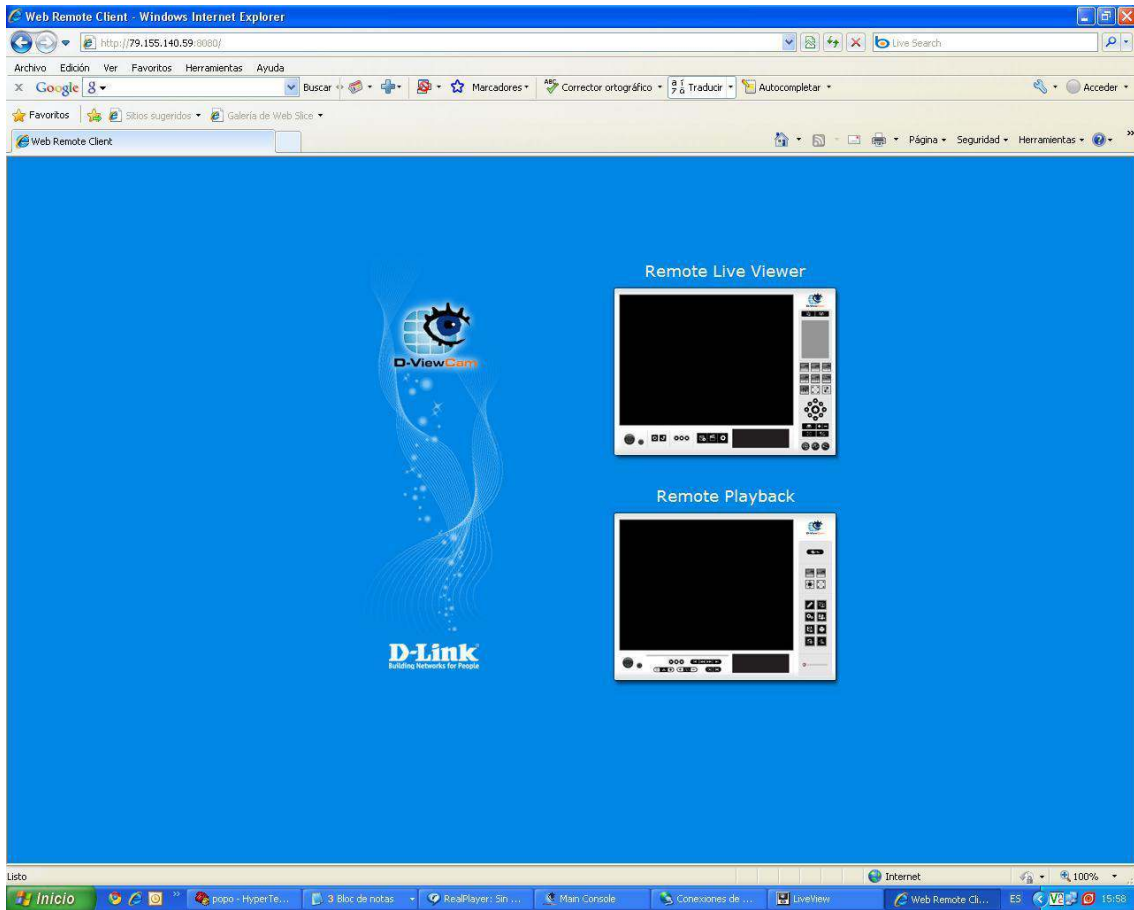 Web Remote Client - Windows Internet Explorer
http://79.155.140.59:8080/
Live Search
Archivo Edición Ver Favoritos Herramientas Ayuda
x Google Buscar Marcadores Corrector ortográfico Traducir Autocompletar Acceder
Favoritos Sitios sugeridos Galería de Web Slice
Web Remote Client
Página Seguridad Herramientas
Remote Live Viewer
D-ViewCam
Remote Playback
D-Link
Building Networks for People
Listo
Internet
100%
Inicio
popo - HyperTe...
3 Bloc de notas
RealPlayer: Sin ...
Main Console
Conexiones de ...
LiveView
Web Remote Cli...
ES
15:58